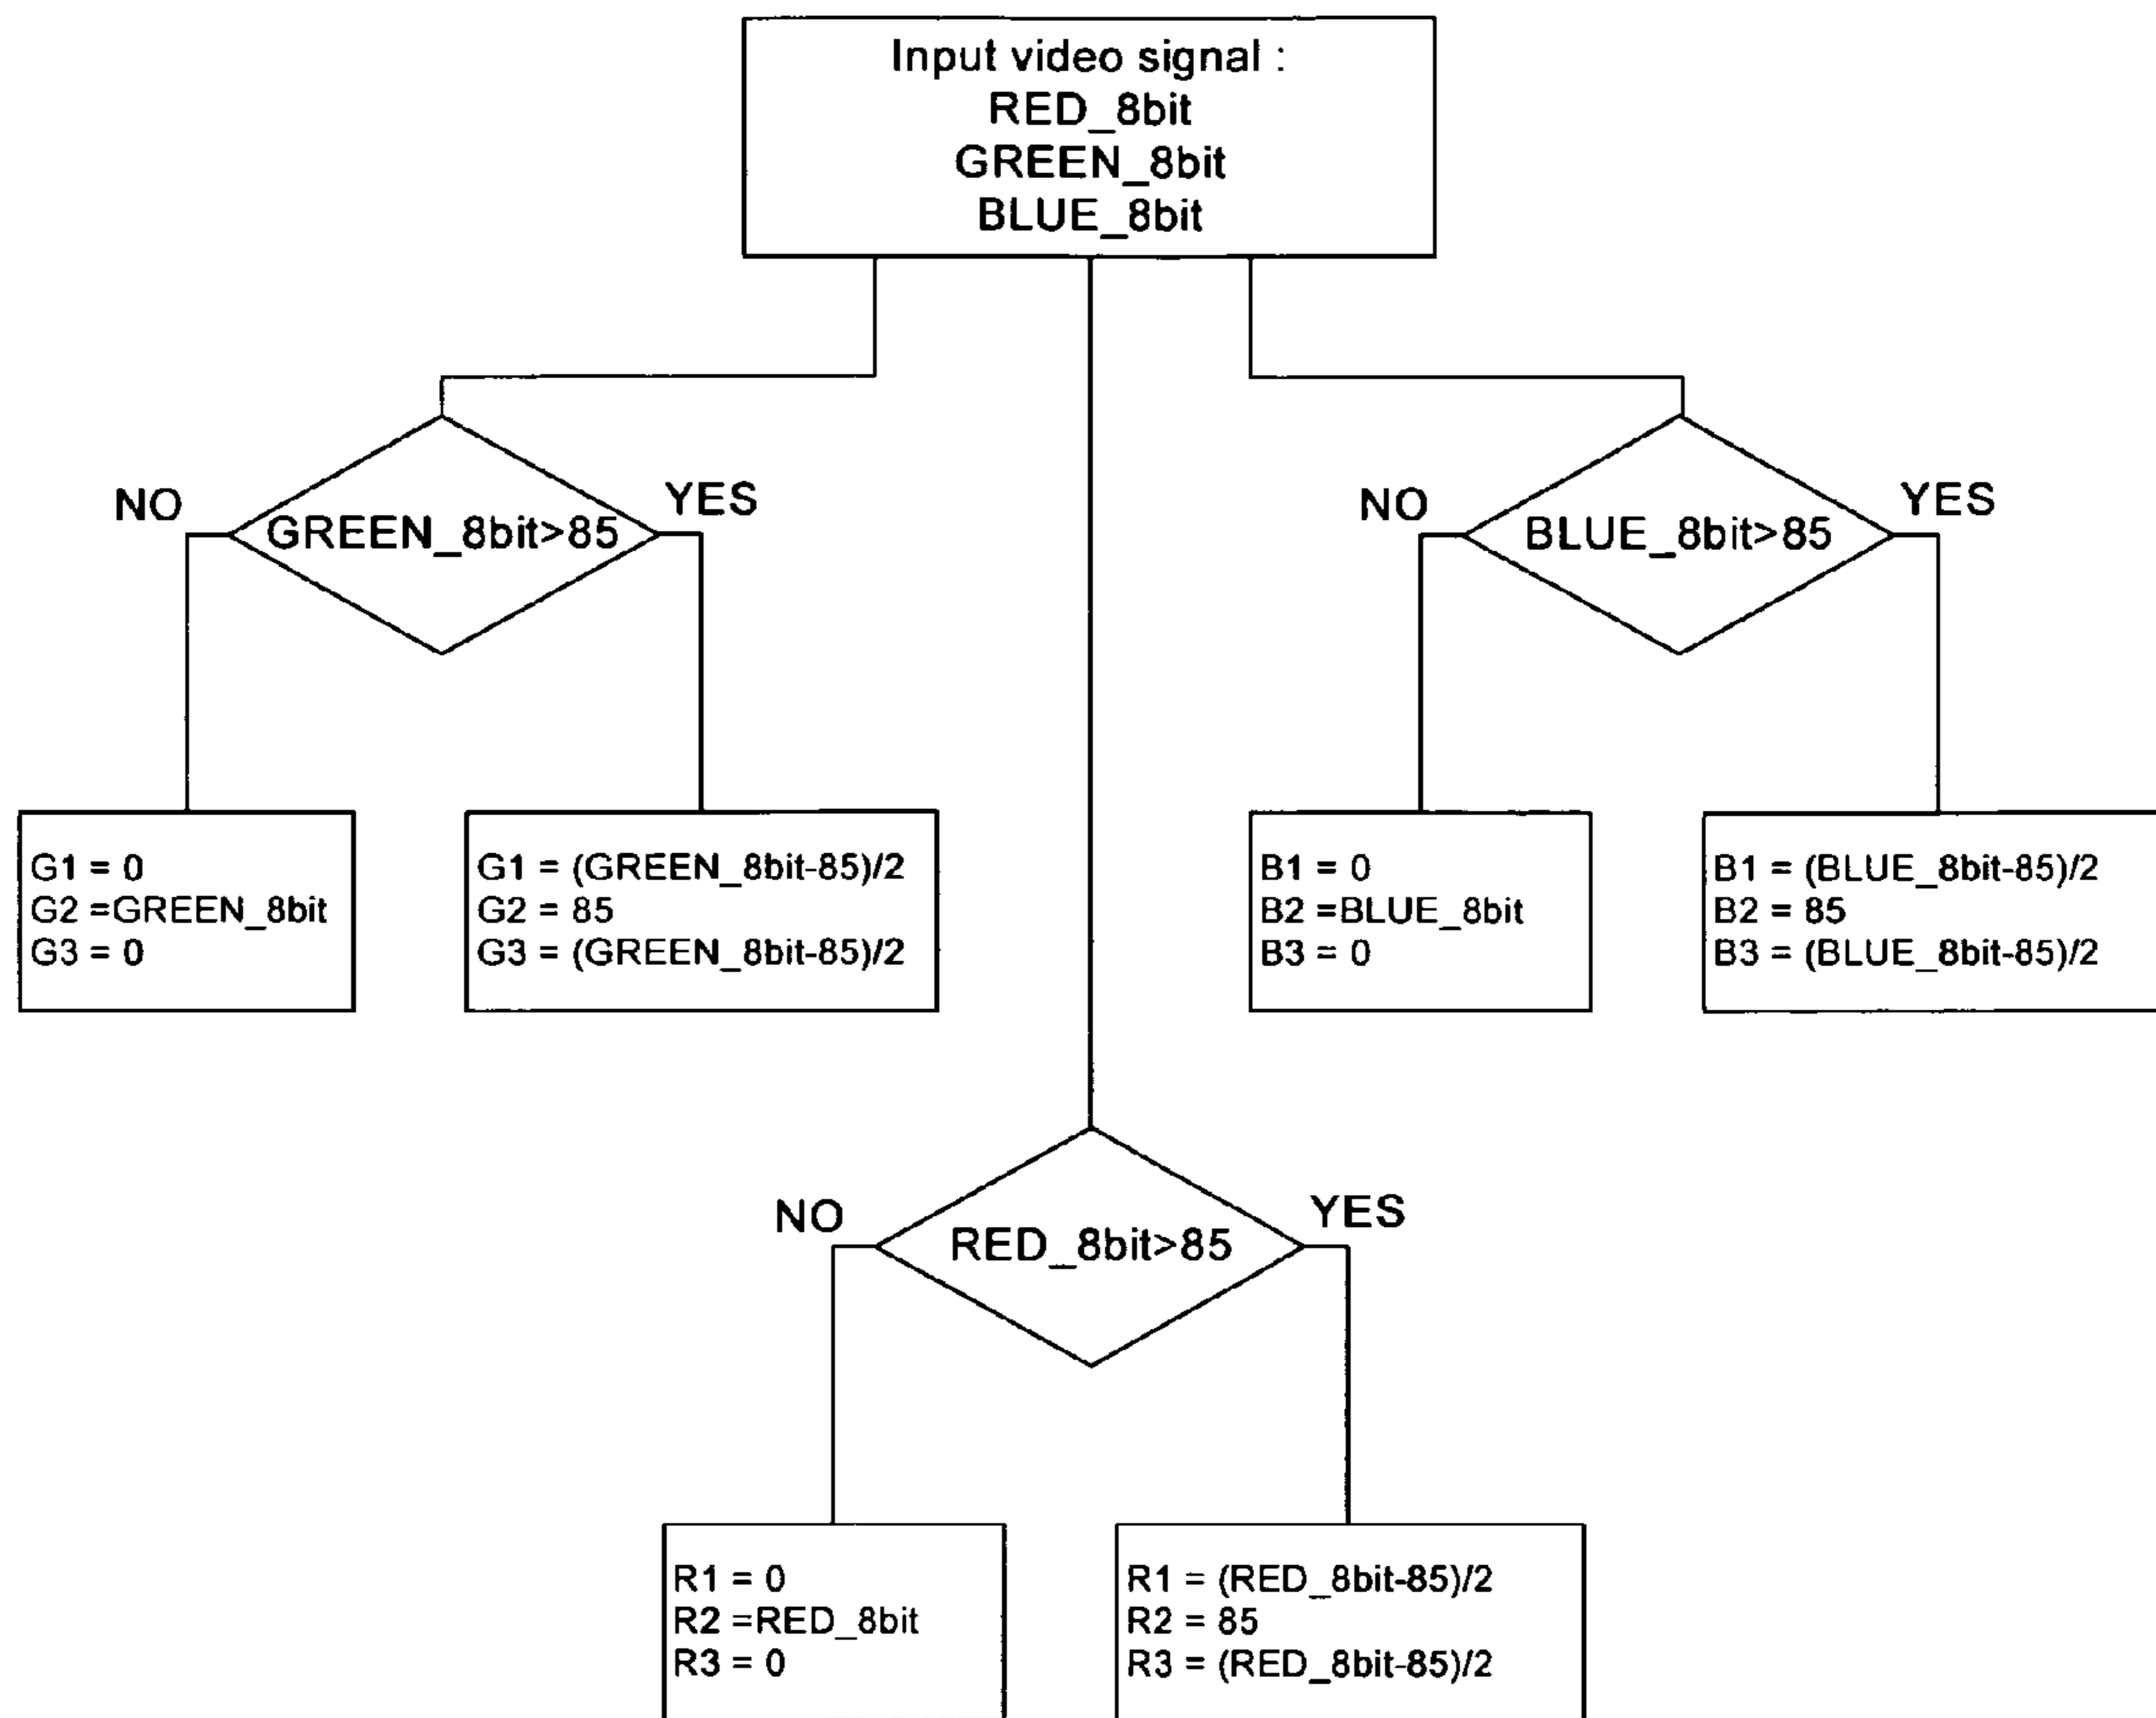 Input video signal :
RED_8bit
GREEN_8bit
BLUE_8bit
NO
GREEN_8bit>85
YES
NO
BLUE_8bit>85
YES
G1 = 0
G2 =GREEN_8bit
G3 = 0
G1 = (GREEN_8bit-85)/2
G2 = 85
G3 = (GREEN_8bit-85)/2
B1 = 0
B2 =BLUE_8bit
B3 = 0
B1 = (BLUE_8bit-85)/2
B2 = 85
B3 = (BLUE_8bit-85)/2
NO
RED_8bit>85
YES
R1 = 0
R2 =RED_8bit
R3 = 0
R1 = (RED_8bit-85)/2
R2 = 85
R3 = (RED_8bit-85)/2